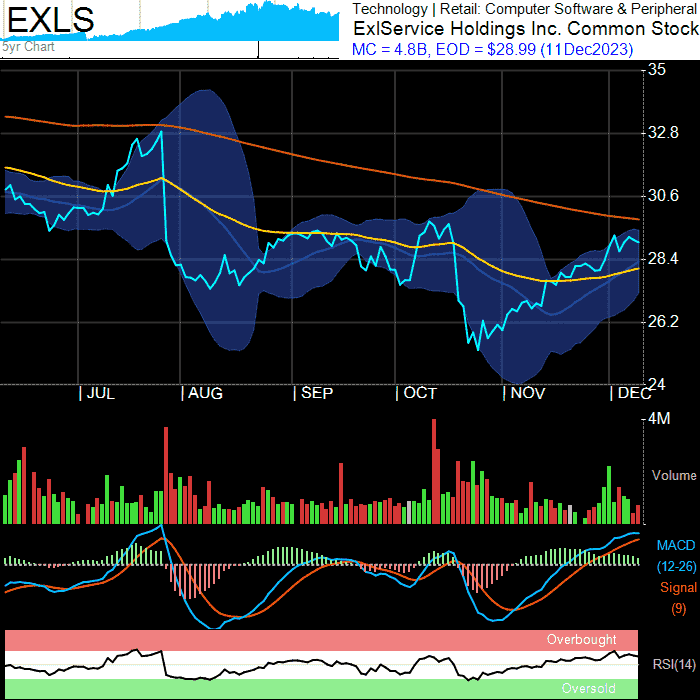 EXLS
5yr Chart
Technology | Retail: Computer Software & Peripheral
ExlService Holdings Inc. Common Stock
MC = 4.8B, EOD = $28.99 (11Dec2023)
35
32.8
30.6
28.4
26.2
24
JUL AUG SEP OCT NOV DEC
4M
Volume
MACD
(12-26)
Signal
(9)
Overbought
RSI(14)
Oversold